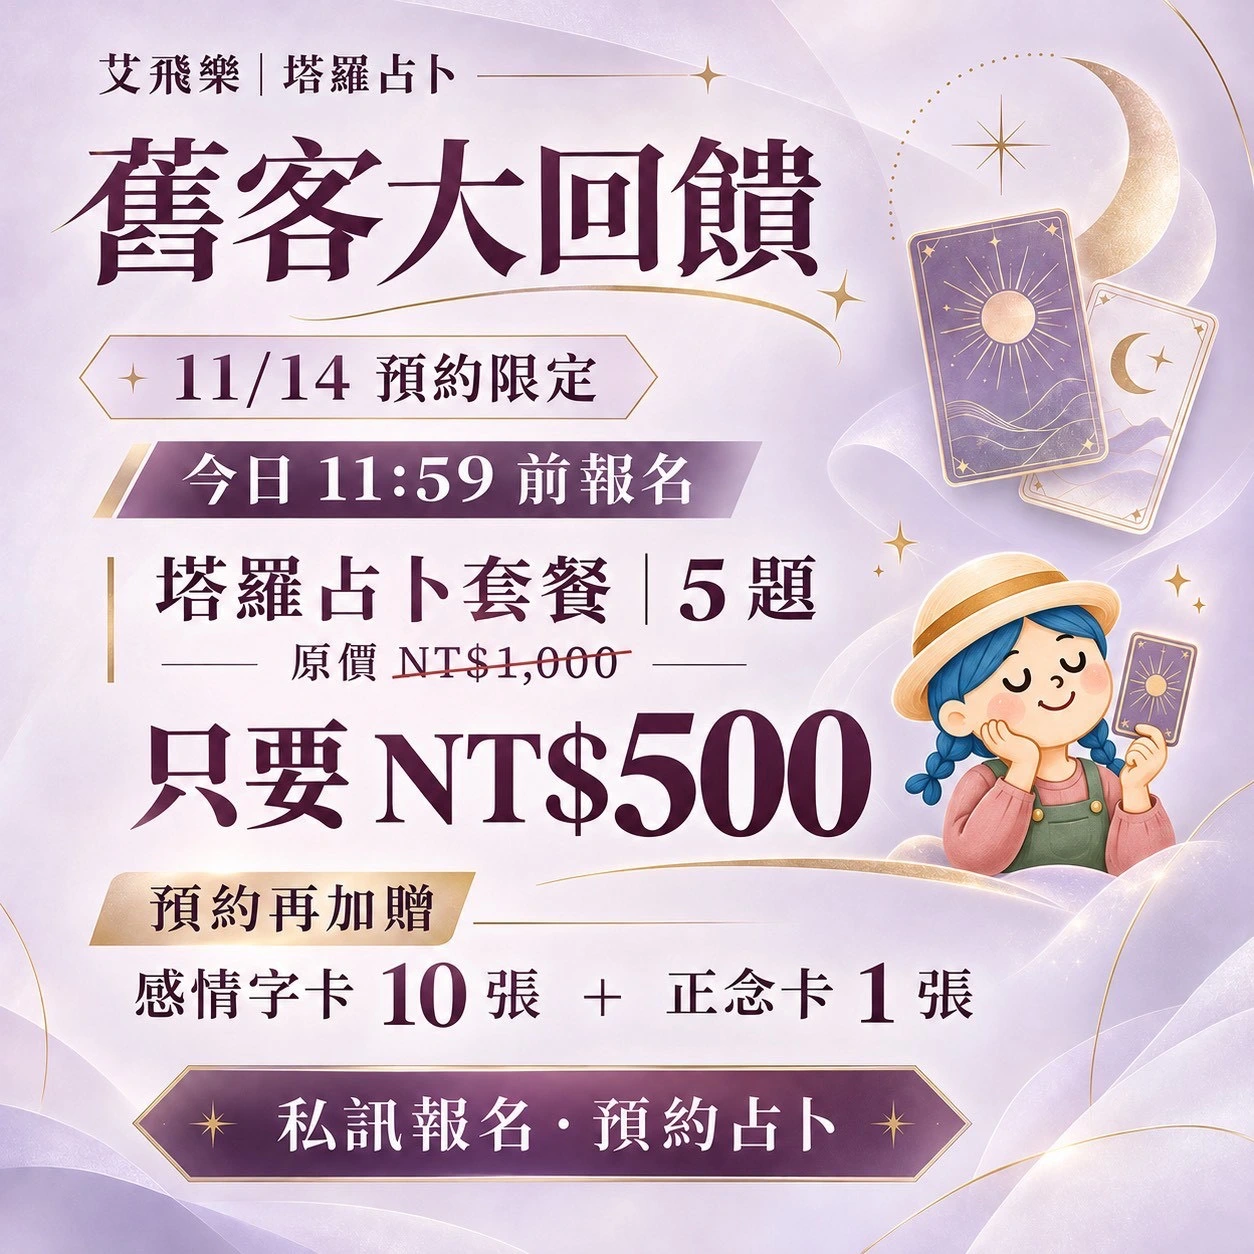 艾飛樂｜塔羅占卜
舊客大回饋
11/14 預約限定
今日 11:59 前報名
塔羅占卜套餐｜5 題
原價 NT$1,000
只要 NT$500
預約再加贈
感情字卡 10 張 + 正念卡 1 張
私訊報名·預約占卜